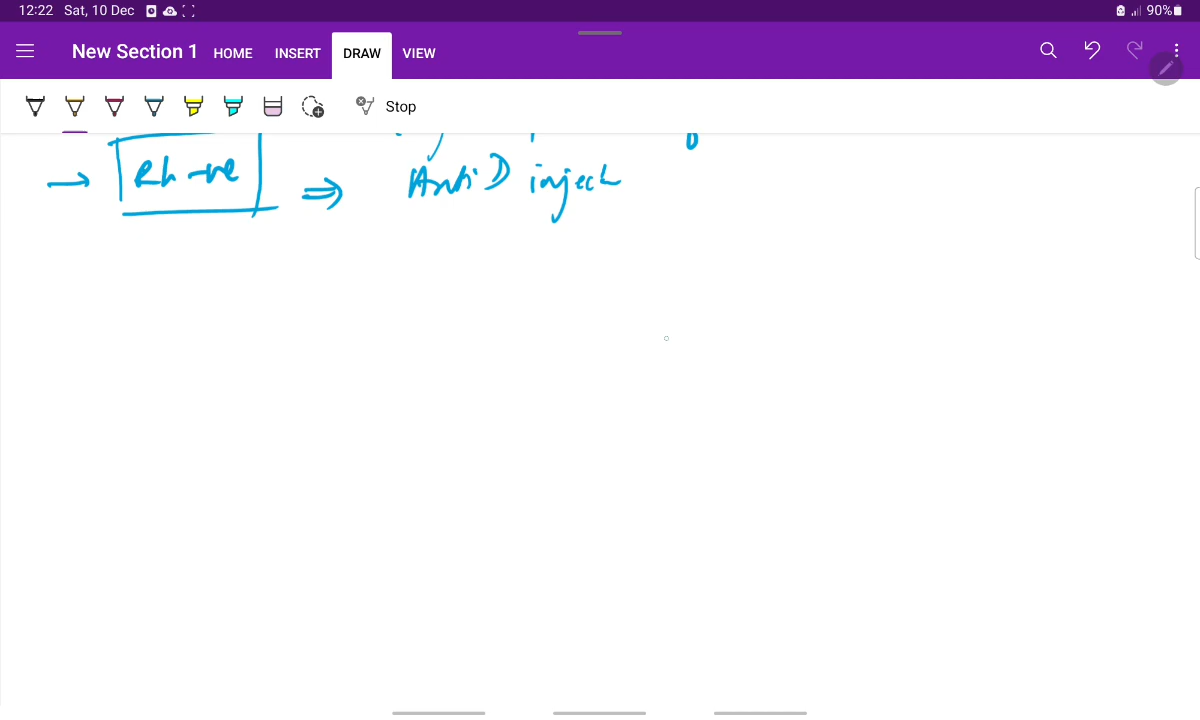 12:22 Sat, 10 Dec 90%
New Section 1 HOME INSERT DRAW VIEW
Stop
→ Rh -ve ⇒ Anti D inject